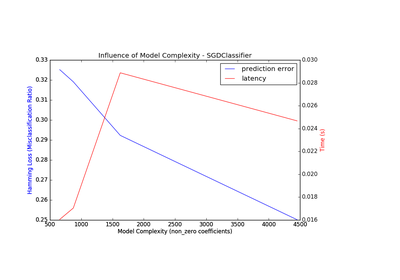 Influence of Model Complexity - SGDClassifier
prediction error
latency
0.33
0.32
0.31
0.30
0.29
0.28
0.27
0.26
0.25
Hamming Loss (Misclassification Ratio)
0.030
0.028
0.026
0.024
0.022
0.020
0.018
0.016
Time (s)
500 1000 1500 2000 2500 3000 3500 4000 4500
Model Complexity (non_zero coefficients)